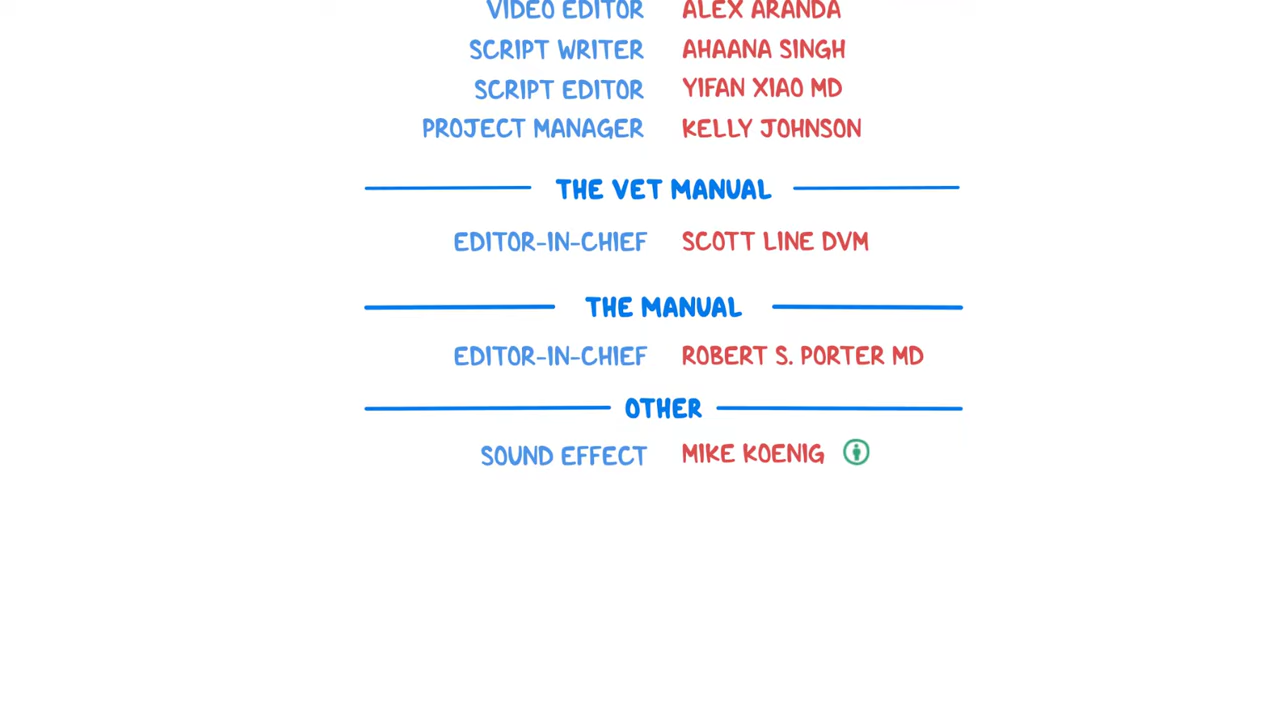 VIDEO EDITOR ALEX ARANDA
SCRIPT WRITER AHAANA SINGH
SCRIPT EDITOR YIFAN XIAO MD
PROJECT MANAGER KELLY JOHNSON
THE VET MANUAL
EDITOR-IN-CHIEF SCOTT LINE DVM
THE MANUAL
EDITOR-IN-CHIEF ROBERT S. PORTER MD
OTHER
SOUND EFFECT MIKE KOENIG